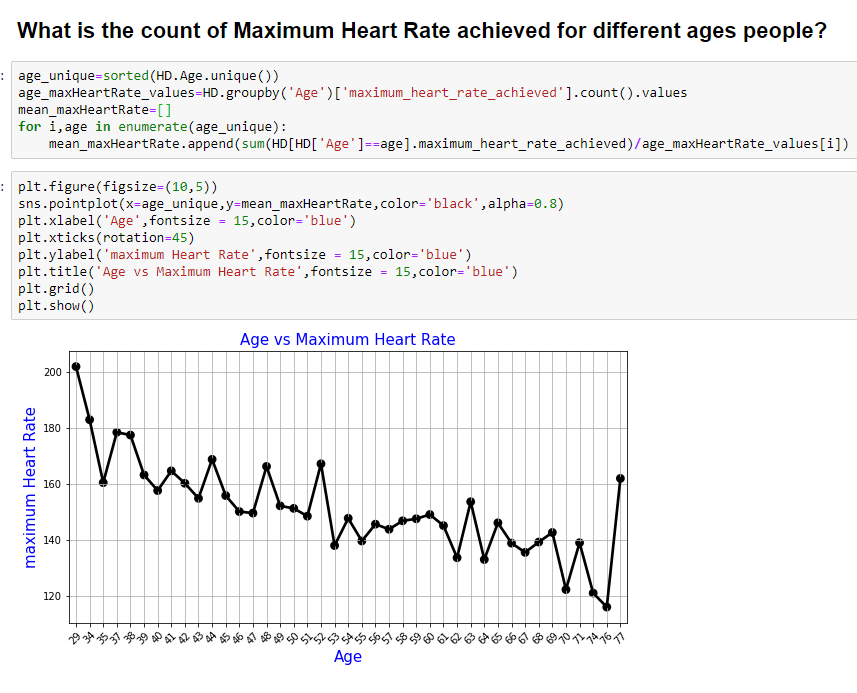 What is the count of Maximum Heart Rate achieved for different ages people?
:
age_unique=sorted(HD.Age.unique())
age_maxHeartRate_values=HD.groupby('Age')['maximum_heart_rate_achieved'].count().values
mean_maxHeartRate=[]
for i,age in enumerate(age_unique):
    mean_maxHeartRate.append(sum(HD[HD['Age']==age].maximum_heart_rate_achieved)/age_maxHeartRate_values[i])
:
plt.figure(figsize=(10,5))
sns.pointplot(x=age_unique,y=mean_maxHeartRate,color='black',alpha=0.8)
plt.xlabel('Age',fontsize = 15,color='blue')
plt.xticks(rotation=45)
plt.ylabel('maximum Heart Rate',fontsize = 15,color='blue')
plt.title('Age vs Maximum Heart Rate',fontsize = 15,color='blue')
plt.grid()
plt.show()
Age vs Maximum Heart Rate
maximum Heart Rate
200
180
160
140
120
29 34 35 37 38 39 40 41 42 43 44 45 46 47 48 49 50 51 52 53 54 55 56 57 58 59 60 61 62 63 64 65 66 67 68 69 70 71 74 76 77
Age